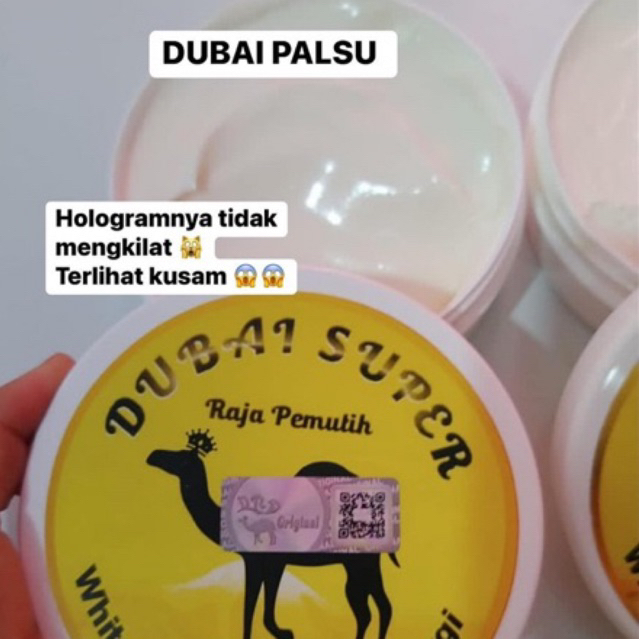 DUBAI PALSU
Hologramnya tidak
mengkilat 🙀
Terlihat kusam 😱😱
DUBAI SUPER
Raja Pemutih
Original